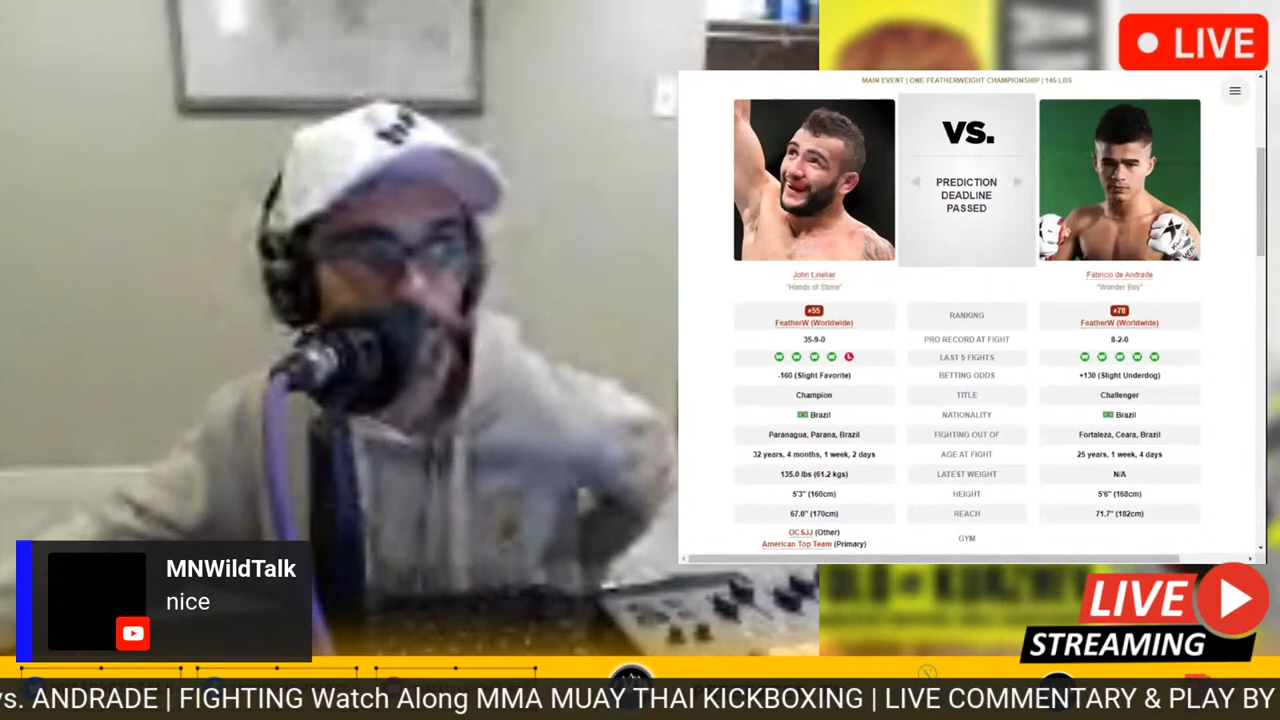 LIVE
MAIN EVENT | ONE FEATHERWEIGHT CHAMPIONSHIP | 145 LBS
VS.
PREDICTION
DEADLINE
PASSED
John Lineker
"Hands of Stone"
Fabricio de Andrade
"Wonder Boy"
#55
FeatherW (Worldwide)
RANKING
#78
FeatherW (Worldwide)
35-9-0
PRO RECORD AT FIGHT
8-2-0
W W W W L
LAST 5 FIGHTS
W W W W W
-160 (Slight Favorite)
BETTING ODDS
+130 (Slight Underdog)
Champion
TITLE
Challenger
Brazil
NATIONALITY
Brazil
Paranagua, Parana, Brazil
FIGHTING OUT OF
Fortaleza, Ceara, Brazil
32 years, 4 months, 1 week, 2 days
AGE AT FIGHT
25 years, 1 week, 4 days
135.0 lbs (61.2 kgs)
LATEST WEIGHT
N/A
5'3" (160cm)
HEIGHT
5'6" (168cm)
67.0" (170cm)
REACH
71.7" (182cm)
OCSJJ (Other)
American Top Team (Primary)
GYM
MNWildTalk
nice
LIVE
STREAMING
vs. ANDRADE | FIGHTING Watch Along MMA MUAY THAI KICKBOXING | LIVE COMMENTARY & PLAY BY